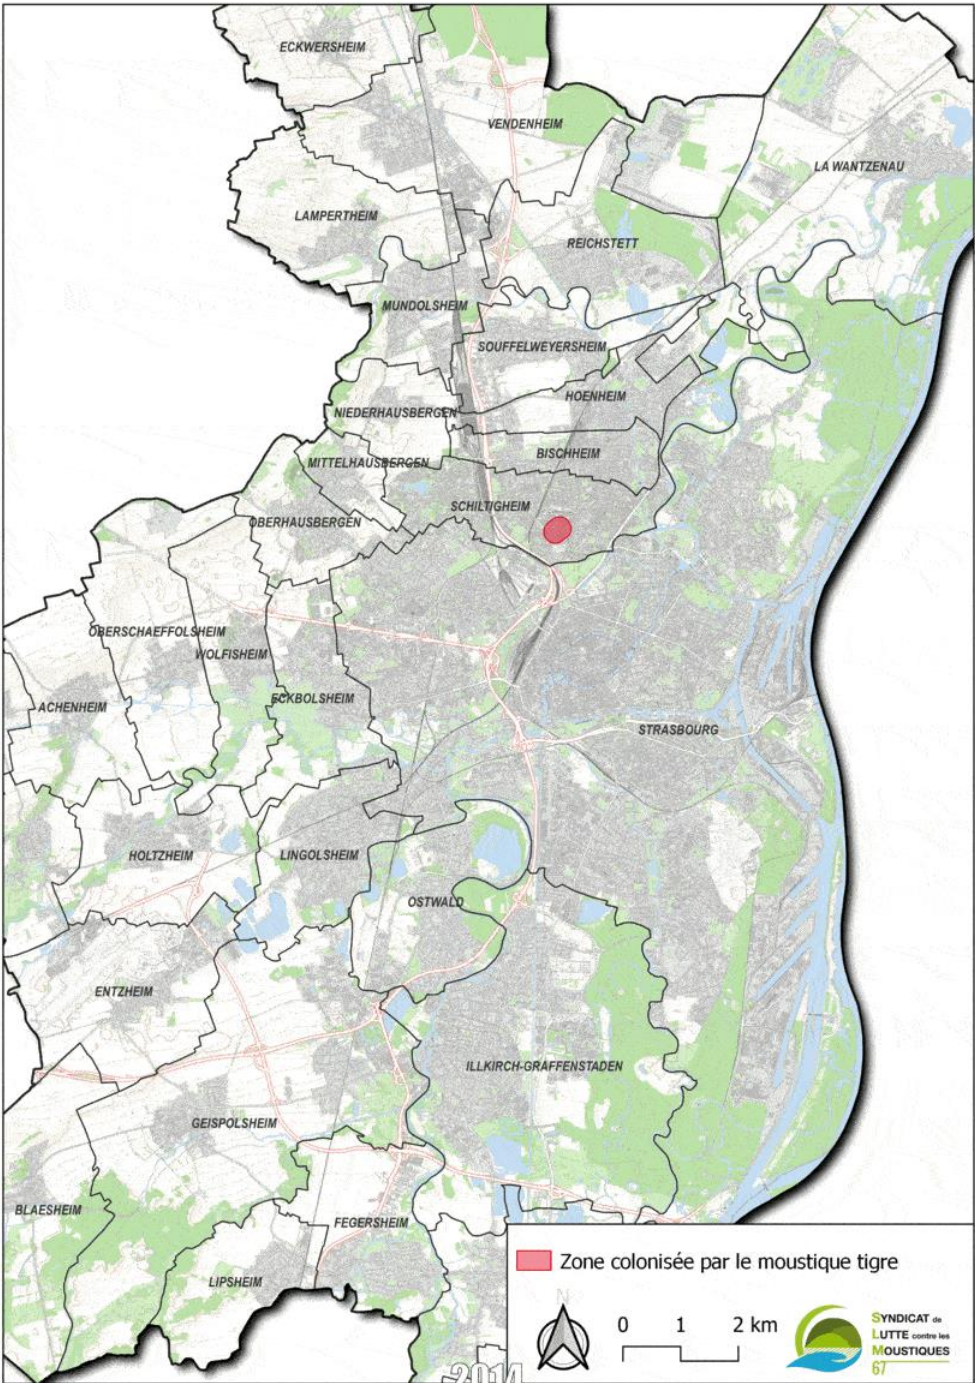 ECKWERSHEIM
VENDENHEIM
LA WANTZENAU
LAMPERTHEIM
REICHSTETT
MUNDOLSHEIM
SOUFFELWEYERSHEIM
HOENHEIM
NIEDERHAUSBERGEN
BISCHHEIM
MITTELHAUSBERGEN
SCHILTIGHEIM
OBERHAUSBERGEN
OBERSCHAEFFOLSHEIM
WOLFISHEIM
ECKBOLSHEIM
ACHENHEIM
STRASBOURG
HOLTZHEIM
LINGOLSHEIM
OSTWALD
ENTZHEIM
ILLKIRCH-GRAFFENSTADEN
GEISPOLSHEIM
BLAESHEIM
FEGERSHEIM
LIPSHEIM
Zone colonisée par le moustique tigre
N
0 1 2 km
SYNDICAT de
LUTTE contre les
MOUSTIQUES
67
2014